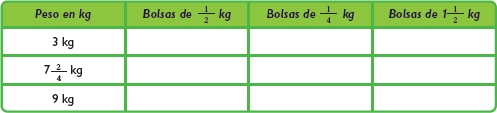 Peso en kg Bolsas de 1/2 kg Bolsas de 1/4 kg Bolsas de 1 1/2 kg
3 kg
7 2/4 kg
9 kg